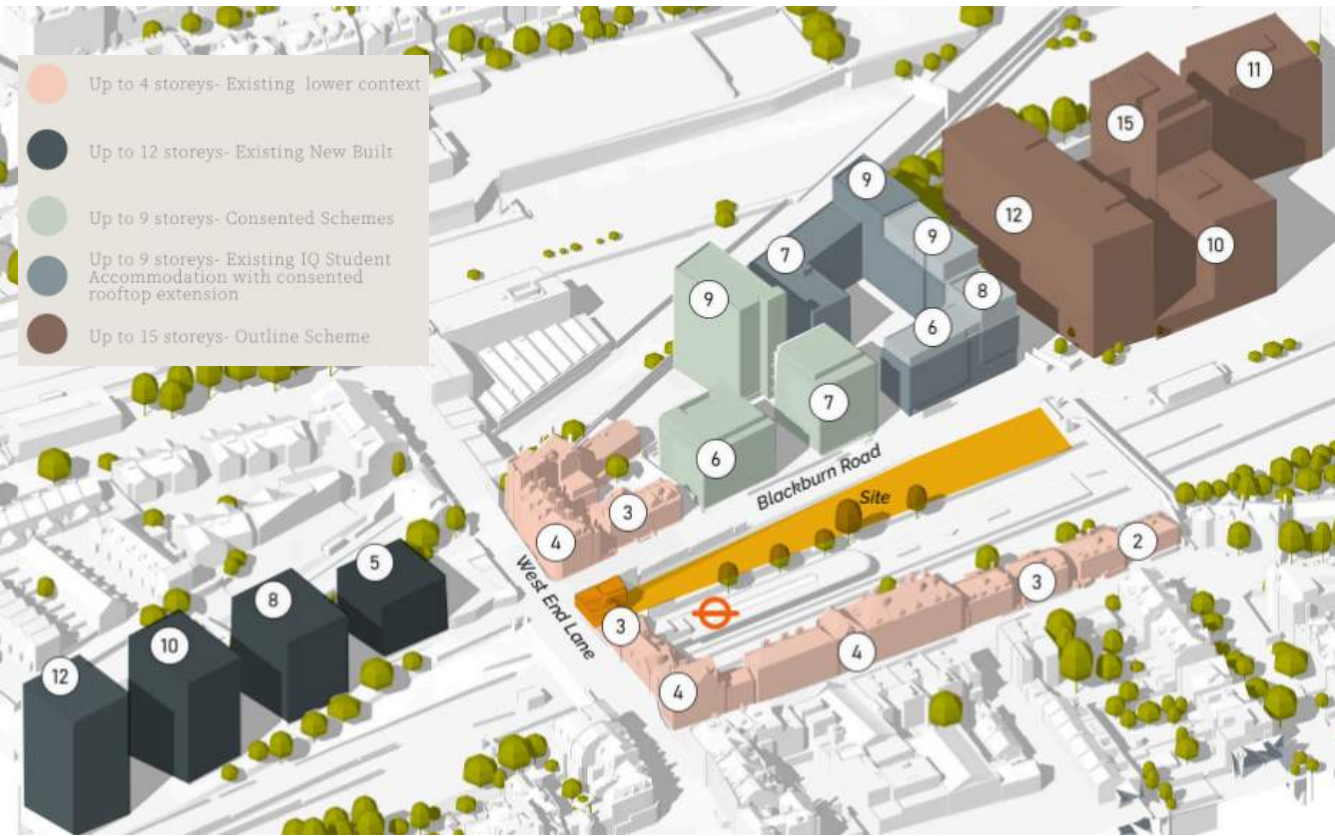 Up to 4 storeys- Existing lower context
Up to 12 storeys- Existing New Built
Up to 9 storeys- Consented Schemes
Up to 9 storeys- Existing IQ Student
Accommodation with consented
rooftop extension
Up to 15 storeys- Outline Scheme
11
15
12
10
9
9
7
8
6
9
7
6
Blackburn Road
Site
3
4
West End Lane
3
4
4
3
2
5
8
10
12